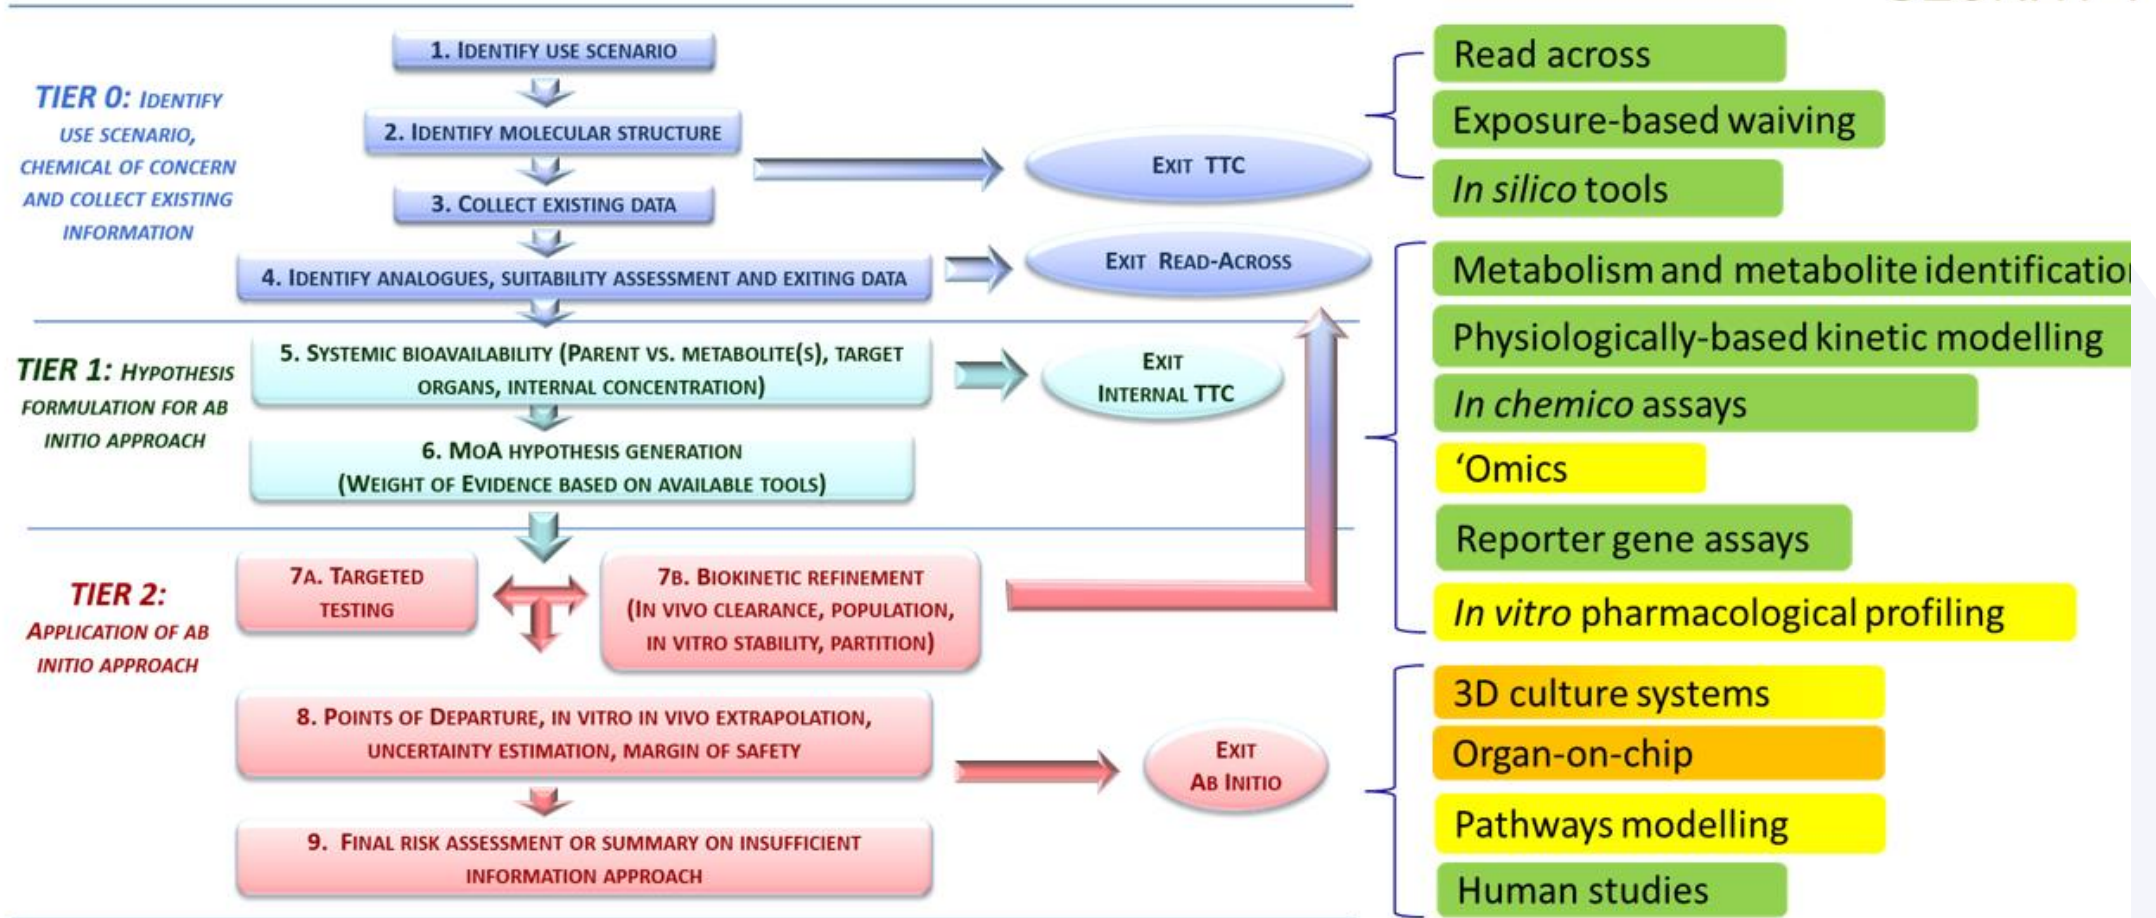 1. IDENTIFY USE SCENARIO
TIER 0: IDENTIFY
USE SCENARIO,
CHEMICAL OF CONCERN
AND COLLECT EXISTING
INFORMATION
2. IDENTIFY MOLECULAR STRUCTURE
3. COLLECT EXISTING DATA
4. IDENTIFY ANALOGUES, SUITABILITY ASSESSMENT AND EXITING DATA
EXIT TTC
EXIT READ-ACROSS
TIER 1: HYPOTHESIS
FORMULATION FOR AB
INITIO APPROACH
5. SYSTEMIC BIOAVAILABILITY (PARENT VS. METABOLITE(S), TARGET
ORGANS, INTERNAL CONCENTRATION)
EXIT
INTERNAL TTC
6. MOA HYPOTHESIS GENERATION
(WEIGHT OF EVIDENCE BASED ON AVAILABLE TOOLS)
TIER 2:
APPLICATION OF AB
INITIO APPROACH
7A. TARGETED
TESTING
7B. BIOKINETIC REFINEMENT
(IN VIVO CLEARANCE, POPULATION,
IN VITRO STABILITY, PARTITION)
8. POINTS OF DEPARTURE, IN VITRO IN VIVO EXTRAPOLATION,
UNCERTAINTY ESTIMATION, MARGIN OF SAFETY
EXIT
AB INITIO
9. FINAL RISK ASSESSMENT OR SUMMARY ON INSUFFICIENT
INFORMATION APPROACH
Read across
Exposure-based waiving
In silico tools
Metabolism and metabolite identification
Physiologically-based kinetic modelling
In chemico assays
‘Omics
Reporter gene assays
In vitro pharmacological profiling
3D culture systems
Organ-on-chip
Pathways modelling
Human studies